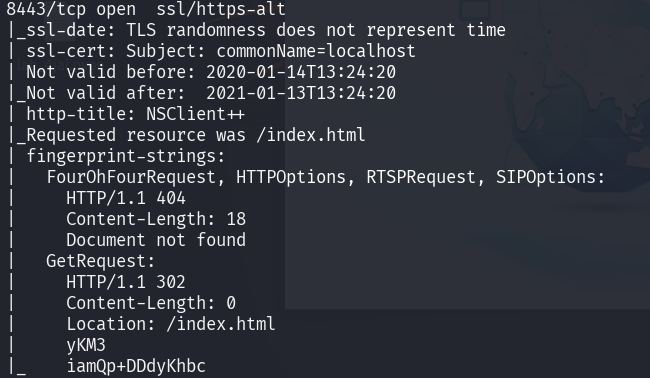 8443/tcp open  ssl/https-alt
|_ssl-date: TLS randomness does not represent time
| ssl-cert: Subject: commonName=localhost
| Not valid before: 2020-01-14T13:24:20
|_Not valid after:  2021-01-13T13:24:20
| http-title: NSClient++
|_Requested resource was /index.html
| fingerprint-strings:
|   FourOhFourRequest, HTTPOptions, RTSPRequest, SIPOptions:
|     HTTP/1.1 404
|     Content-Length: 18
|     Document not found
|   GetRequest:
|     HTTP/1.1 302
|     Content-Length: 0
|     Location: /index.html
|     yKM3
|_    iamQp+DDdyKhbc